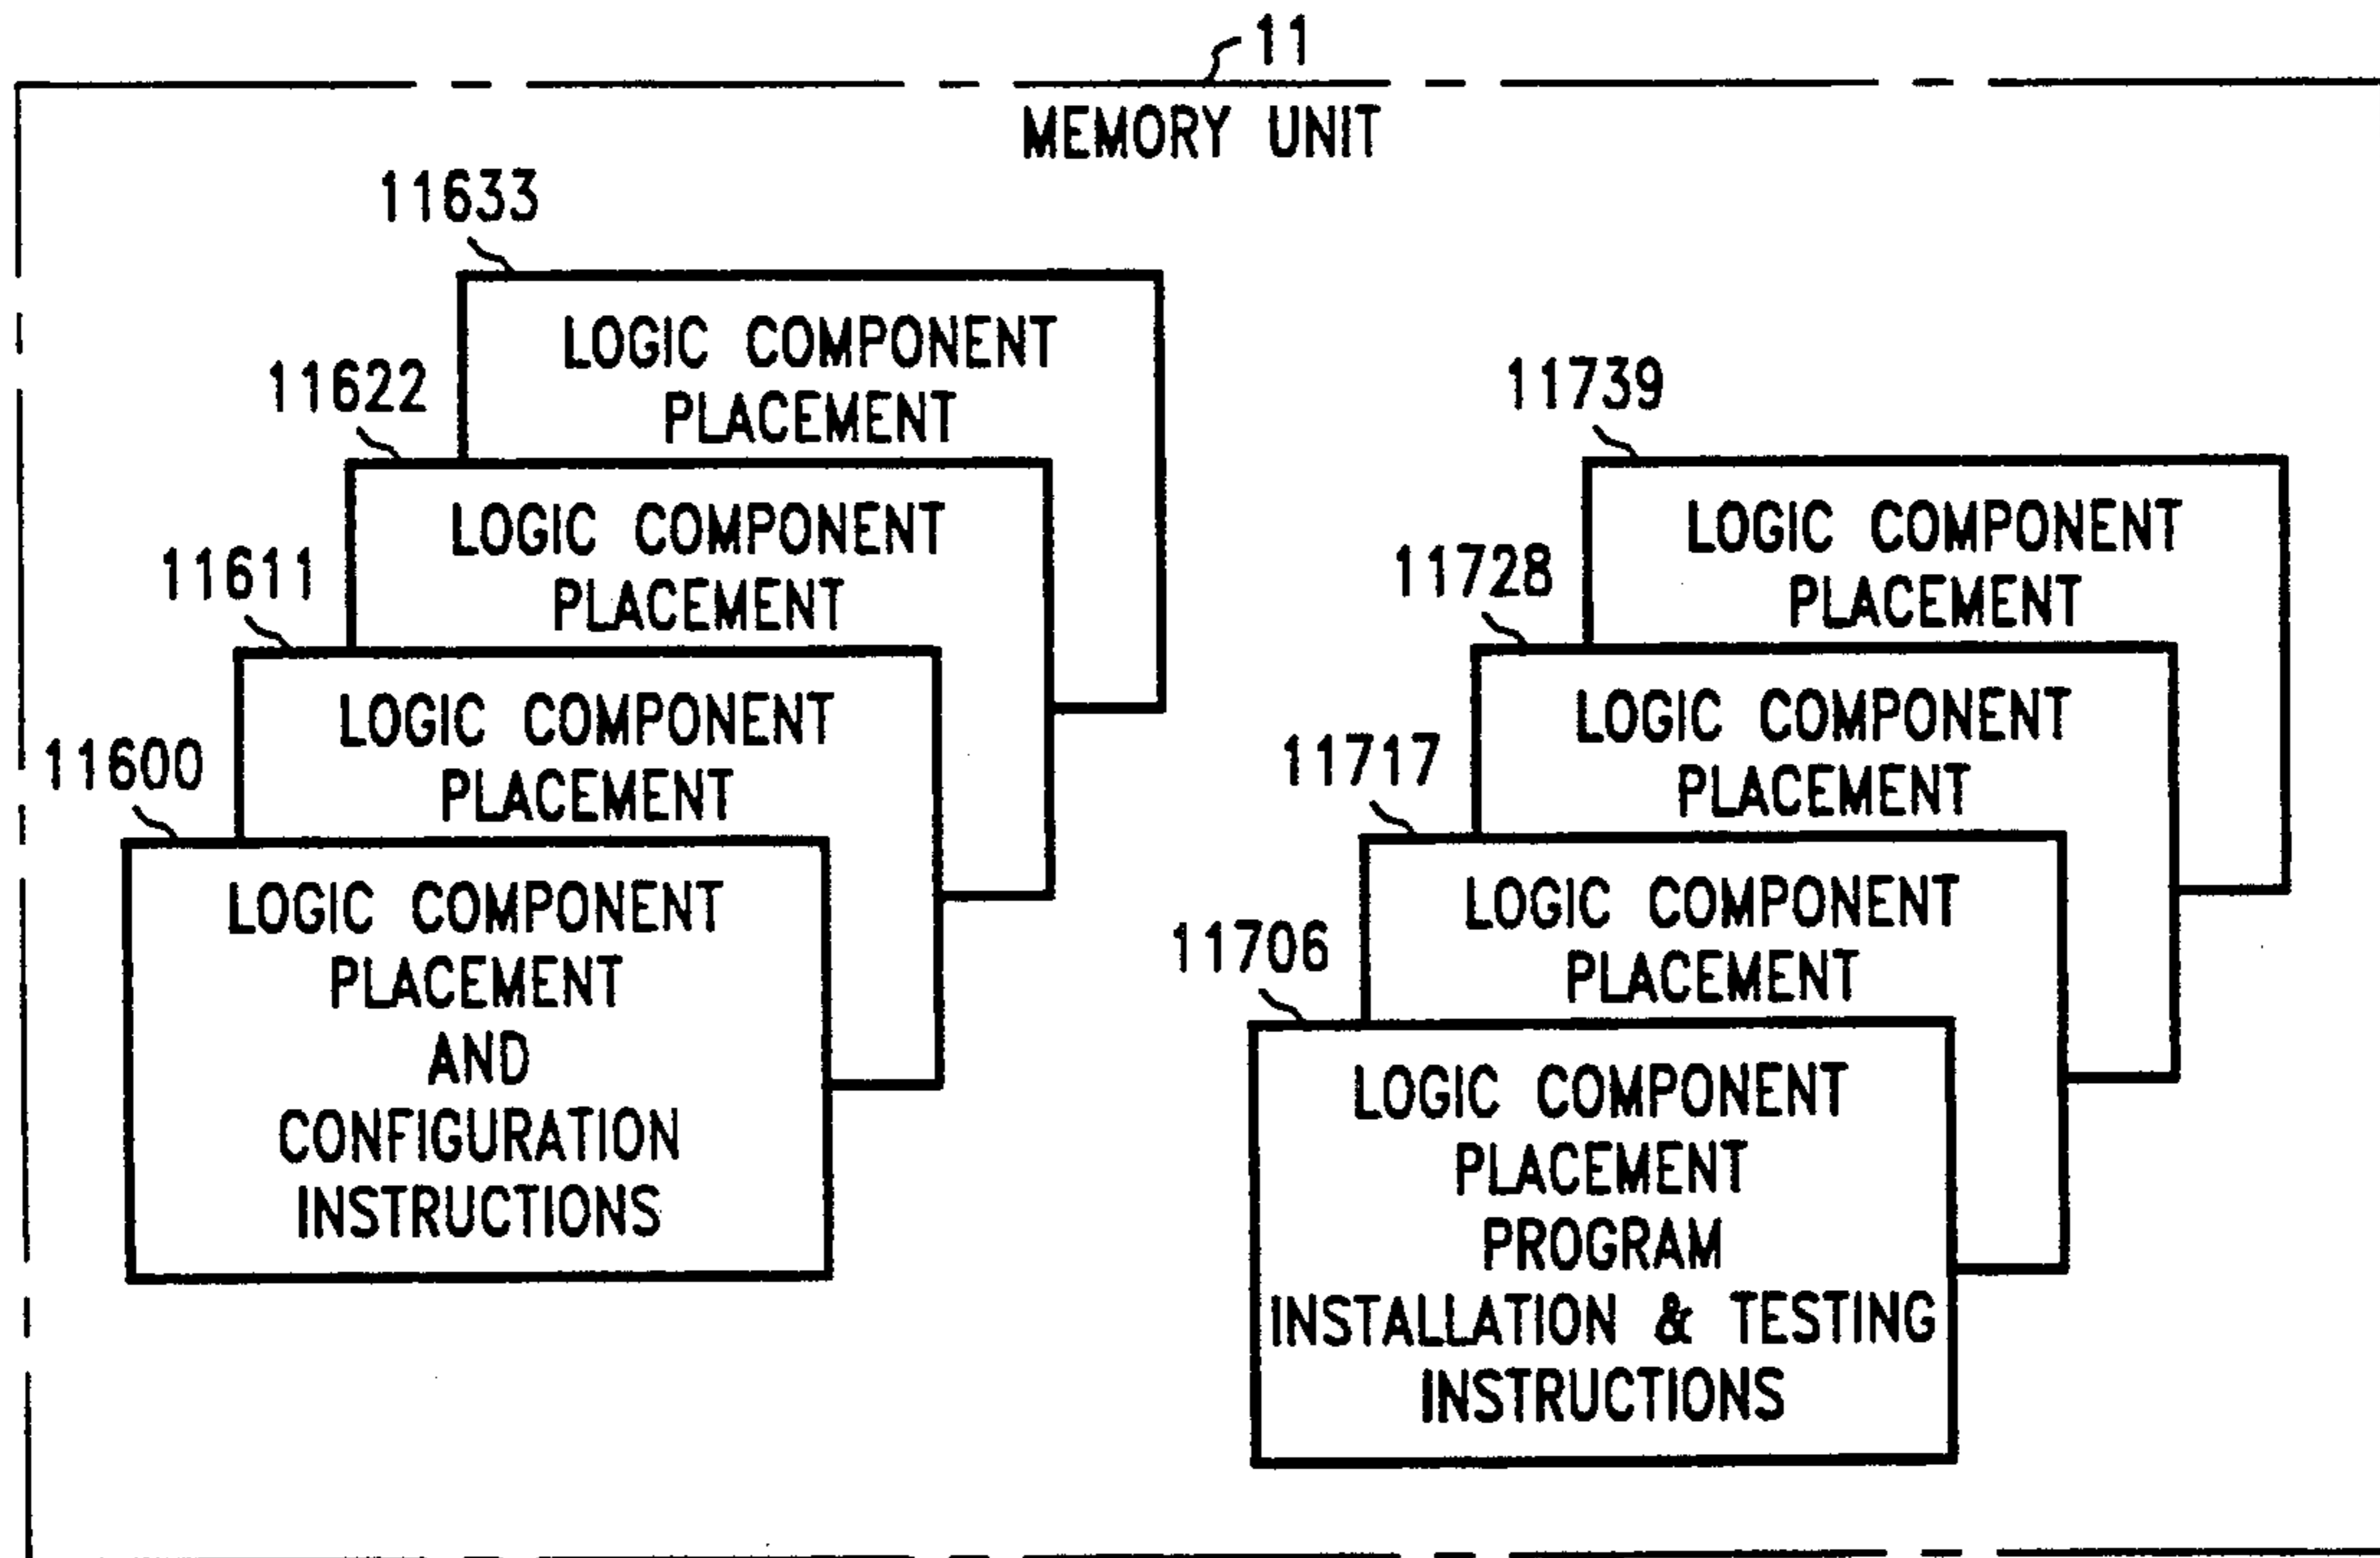 11
MEMORY UNIT
11633
LOGIC COMPONENT
PLACEMENT
11622
LOGIC COMPONENT
PLACEMENT
11611
LOGIC COMPONENT
PLACEMENT
11600
LOGIC COMPONENT
PLACEMENT
AND
CONFIGURATION
INSTRUCTIONS
11739
LOGIC COMPONENT
PLACEMENT
11728
LOGIC COMPONENT
PLACEMENT
11717
LOGIC COMPONENT
PLACEMENT
11706
LOGIC COMPONENT
PLACEMENT
PROGRAM
INSTALLATION & TESTING
INSTRUCTIONS